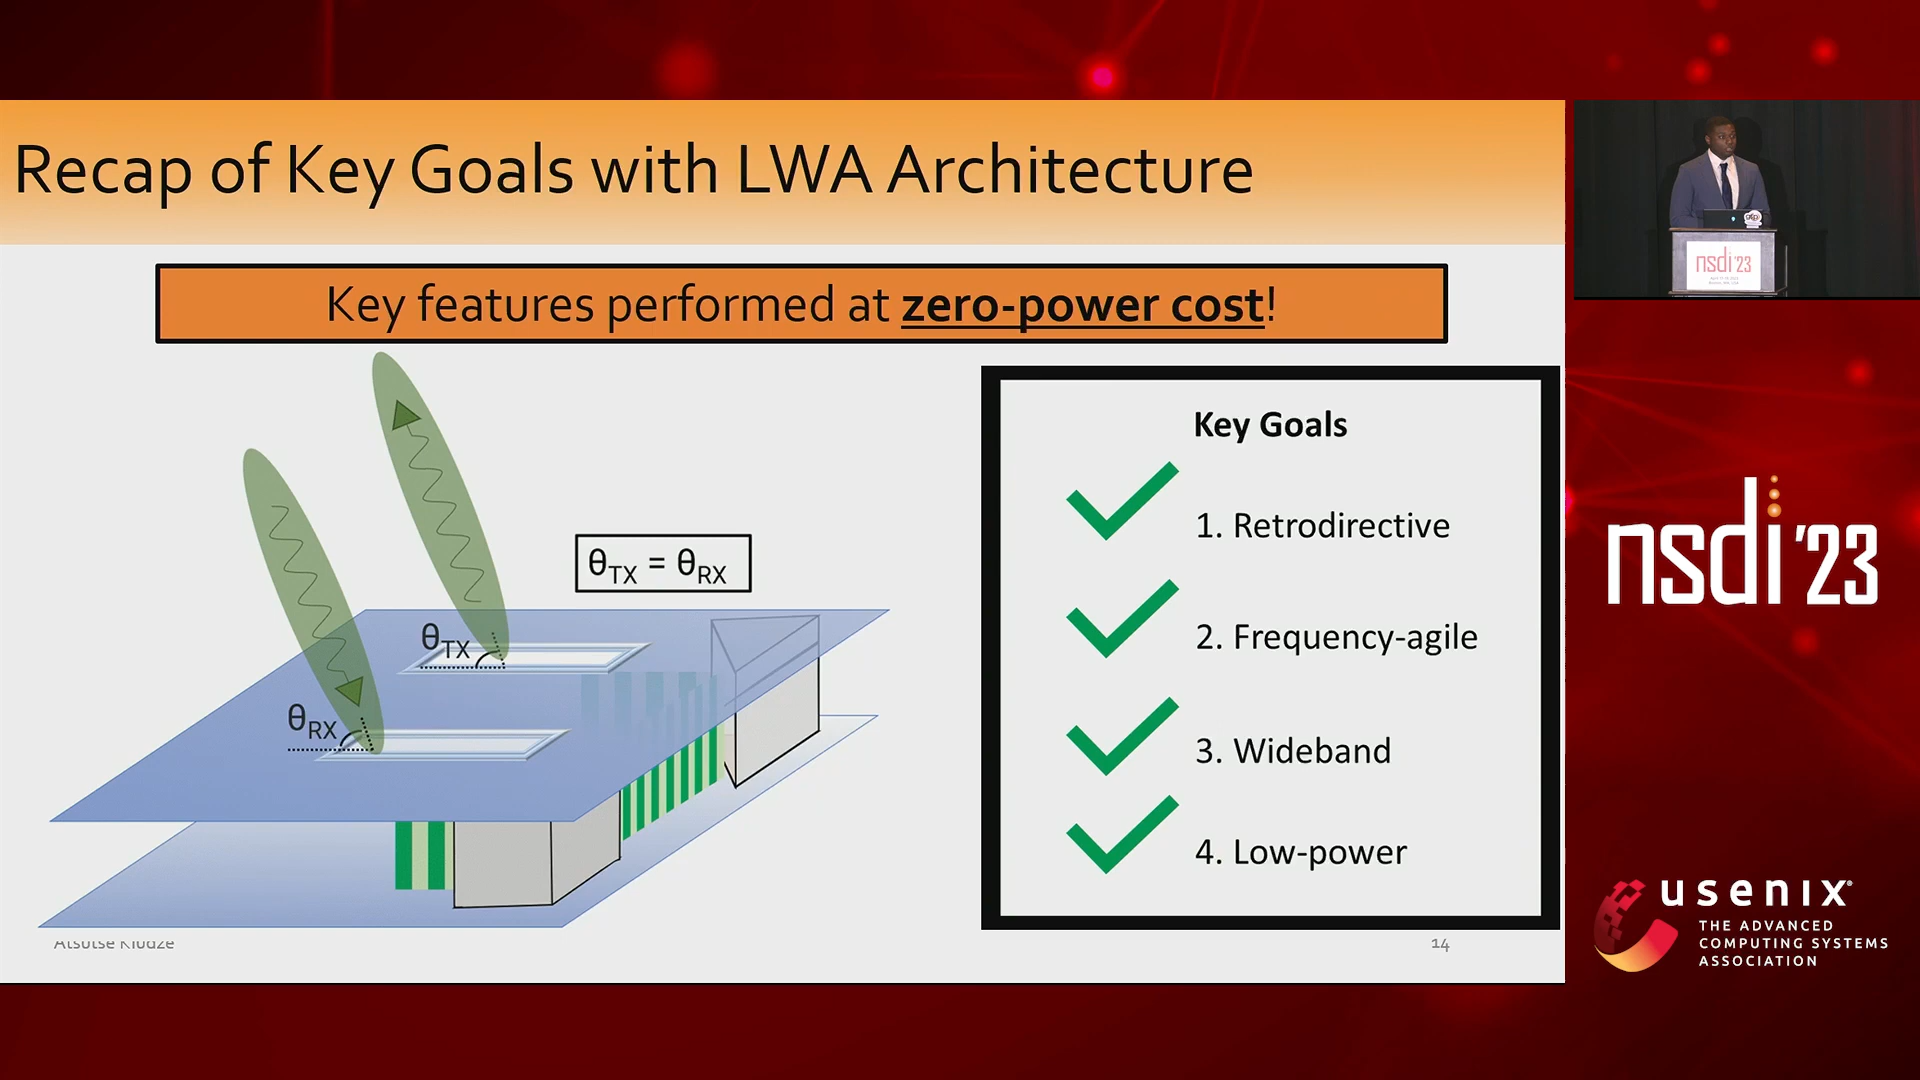 Recap of Key Goals with LWA Architecture
Key features performed at zero-power cost!
θTX = θRX
θTX
θRX
Key Goals
1. Retrodirective
2. Frequency-agile
3. Wideband
4. Low-power
14
nsdi '23
nsdi '23
usenix
THE ADVANCED
COMPUTING SYSTEMS
ASSOCIATION